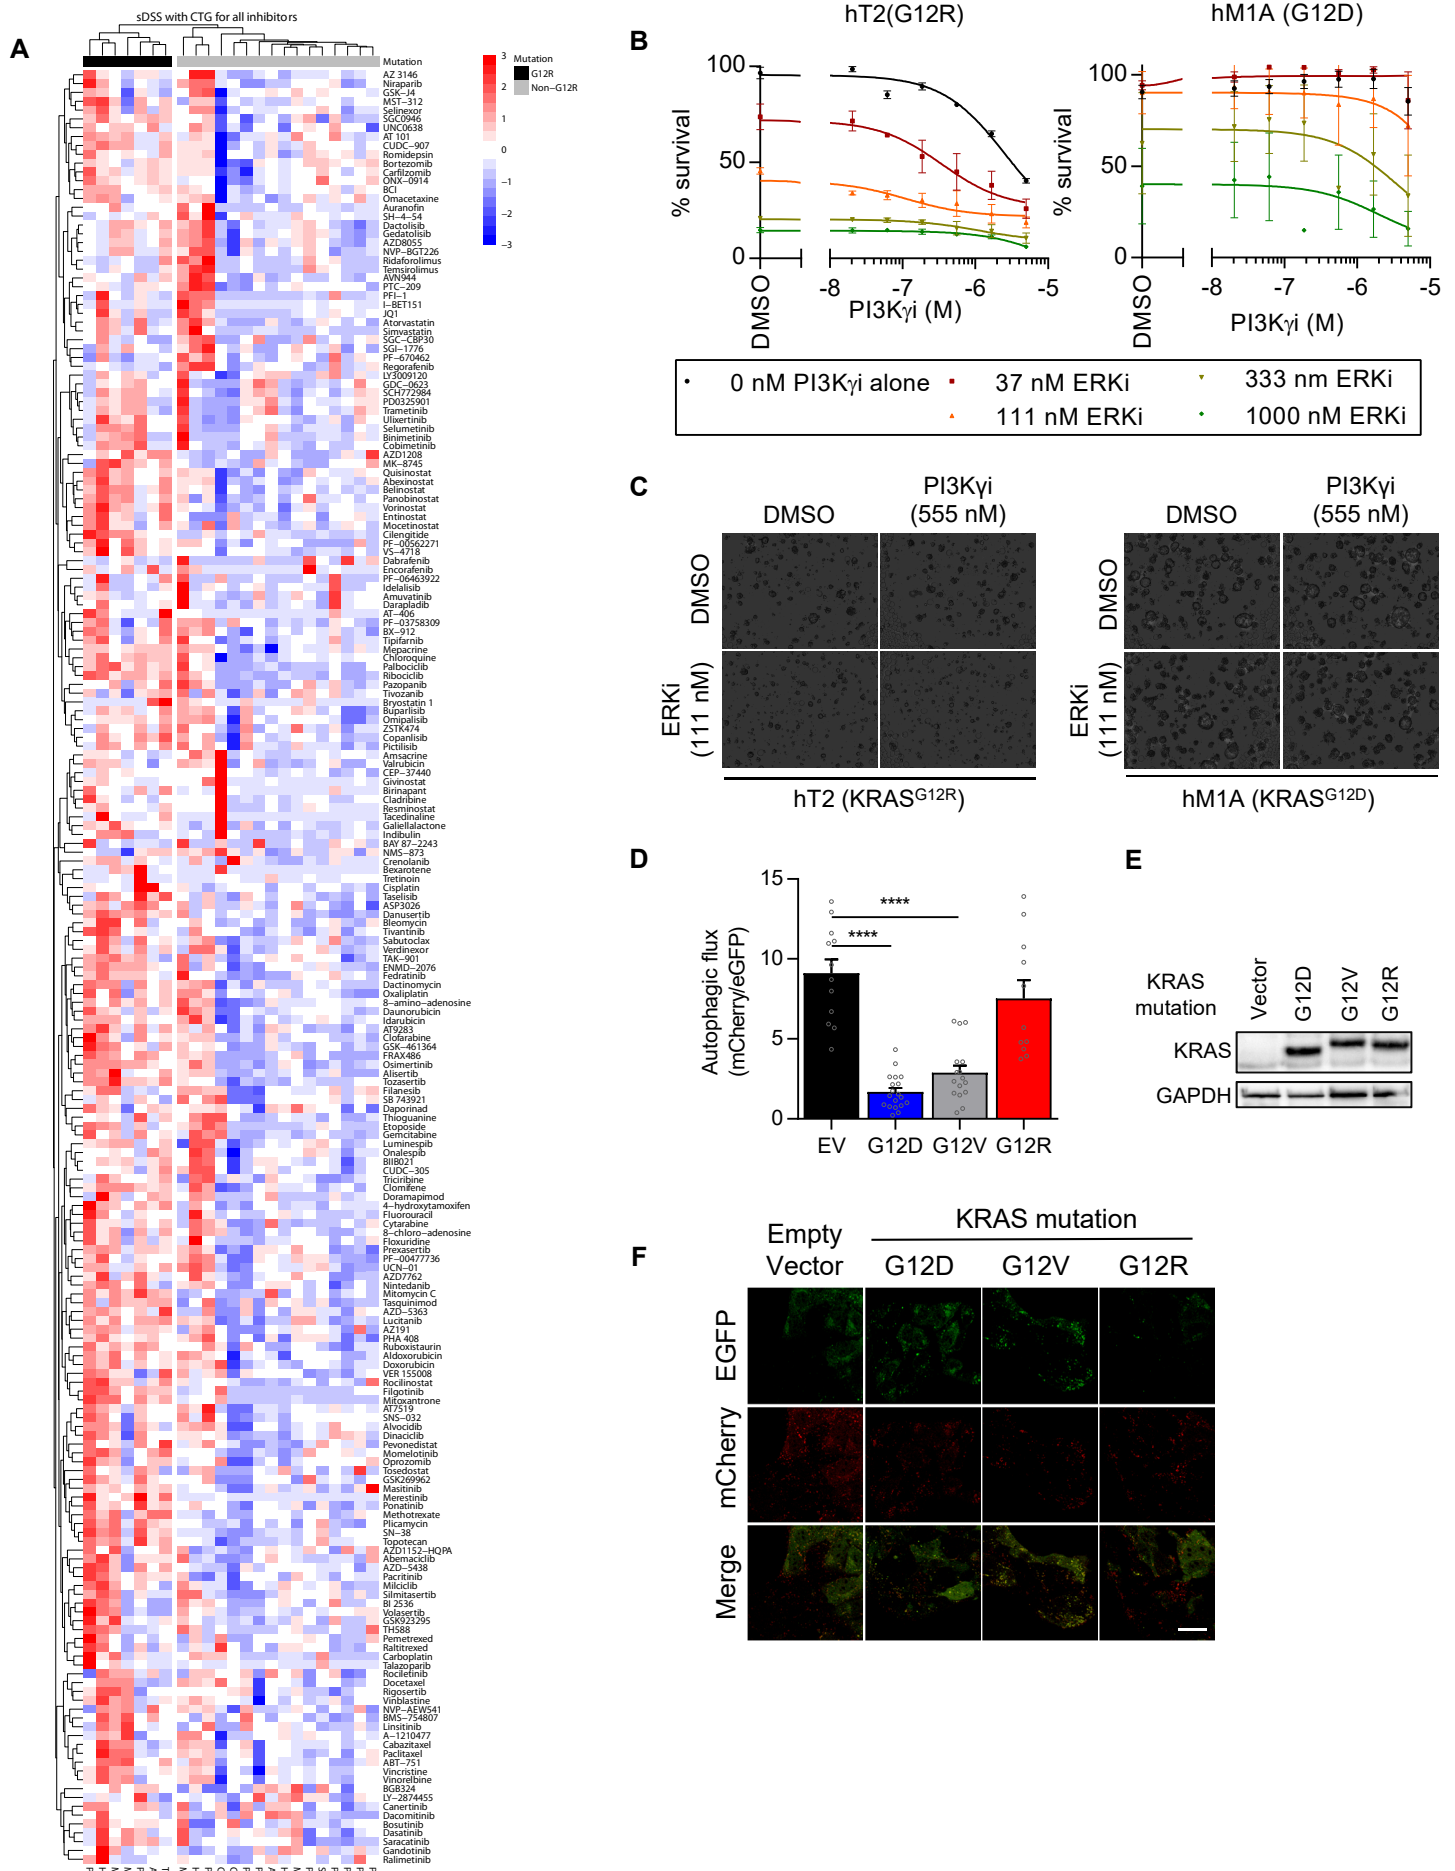 A
sDSS with CTG for all inhibitors
Mutation
3
2
1
0
−1
−2
−3
Mutation
G12R
Non−G12R
AZ 3146
Niraparib
GSK-J4
MST-312
Selinexor
SGC0946
UNC0638
AT 101
CUDC-907
Romidepsin
Bortezomib
Carfilzomib
ONX-0914
BCI
Omacetaxine
Auranofin
SH-4-54
Dactolisib
Gedatolisib
AZD8055
NVP-BGT226
Ridaforolimus
Temsirolimus
AVN944
PTC-209
PFI-1
I-BET151
JQ1
Atorvastatin
Simvastatin
SGC-CBP30
SGI-1776
PF-670462
Regorafenib
LY3009120
GDC-0623
SCH772984
PD0325901
Trametinib
Ulixertinib
Selumetinib
Binimetinib
Cobimetinib
AZD1208
MK-8745
Quisinostat
Abexinostat
Belinostat
Panobinostat
Vorinostat
Entinostat
Mocetinostat
Cilengitide
PF-00562271
VS-4718
Dabrafenib
Encorafenib
PF-06463922
Idelalisib
Amuvatinib
Darapladib
AT-406
PF-03758309
BX-912
Tipifarnib
Mepacrine
Chloroquine
Palbociclib
Ribociclib
Pazopanib
Tivozanib
Bryostatin 1
Buparlisib
Omipalisib
ZSTK474
Copanlisib
Pictilisib
Amsacrine
Valrubicin
CEP-37440
Givinostat
Birinapant
Cladribine
Resminostat
Tacedinaline
Galiellalactone
Indibulin
BAY 87-2243
NMS-873
Crenolanib
Bexarotene
Tretinoin
Cisplatin
Taselisib
ASP3026
Danusertib
Bleomycin
Tivantinib
Sabutoclax
Verdinexor
TAK-901
ENMD-2076
Fedratinib
Dactinomycin
Oxaliplatin
8-amino-adenosine
Daunorubicin
Idarubicin
AT9283
Clofarabine
GSK-461364
FRAX486
Osimertinib
Alisertib
Tozasertib
Filanesib
SB 743921
Daporinad
Thioguanine
Etoposide
Gemcitabine
Luminespib
Onalespib
BIIB021
CUDC-305
Triciribine
Clomifene
Doramapimod
4-hydroxytamoxifen
Fluorouracil
Cytarabine
8-chloro-adenosine
Floxuridine
Prexasertib
PF-00477736
UCN-01
AZD7762
Nintedanib
Mitomycin C
Tasquinimod
AZD-5363
Lucitanib
AZ191
PHA 408
Ruboxistaurin
Aldoxorubicin
Doxorubicin
VER 155008
Rocilinostat
Filgotinib
Mitoxantrone
AT7519
SNS-032
Alvocidib
Dinaciclib
Pevonedistat
Momelotinib
Oprozomib
Tosedostat
GSK269962
Masitinib
Merestinib
Ponatinib
Methotrexate
Plicamycin
SN-38
Topotecan
AZD1152-HQPA
Abemaciclib
AZD-5438
Pacritinib
Milciclib
Silmitasertib
BI 2536
Volasertib
GSK923295
TH588
Pemetrexed
Raltitrexed
Carboplatin
Talazoparib
Rociletinib
Docetaxel
Rigosertib
Vinblastine
NVP-AEW541
BMS-754807
Linsitinib
A-1210477
Cabazitaxel
Paclitaxel
ABT-751
Vincristine
Vinorelbine
BGB324
LY-2874455
Canertinib
Dacomitinib
Bosutinib
Dasatinib
Saracatinib
Gandotinib
Ralimetinib
B
hT2(G12R)
% survival
100
50
0
DMSO
-8
-7
-6
-5
PI3Kγi (M)
hM1A (G12D)
% survival
100
50
0
DMSO
-8
-7
-6
-5
PI3Kγi (M)
0 nM PI3Kγi alone
37 nM ERKi
333 nm ERKi
111 nM ERKi
1000 nM ERKi
C
DMSO
PI3Kγi
(555 nM)
DMSO
PI3Kγi
(555 nM)
DMSO
ERKi
(111 nM)
DMSO
ERKi
(111 nM)
hT2 (KRASG12R)
hM1A (KRASG12D)
D
Autophagic flux
(mCherry/eGFP)
15
10
5
0
****
****
EV
G12D
G12V
G12R
E
KRAS
mutation
Vector
G12D
G12V
G12R
KRAS
GAPDH
F
Empty
Vector
KRAS mutation
G12D
G12V
G12R
EGFP
mCherry
Merge